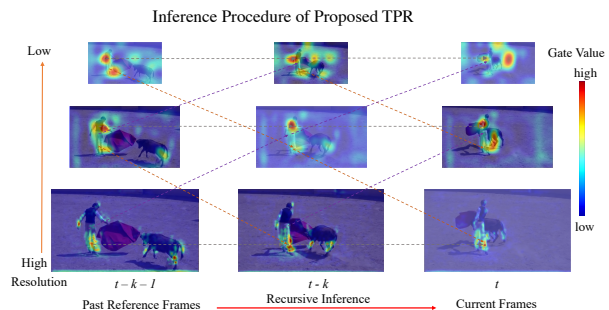 Inference Procedure of Proposed TPR
Low
Gate Value
high
low
High
Resolution
t – k – 1
t - k
t
Past Reference Frames
Recursive Inference
Current Frames